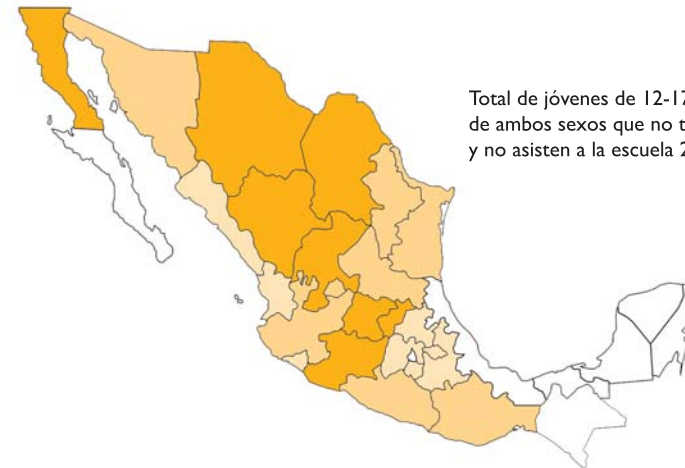 Total de jóvenes de 12-17
de ambos sexos que no
y no asisten a la escuela